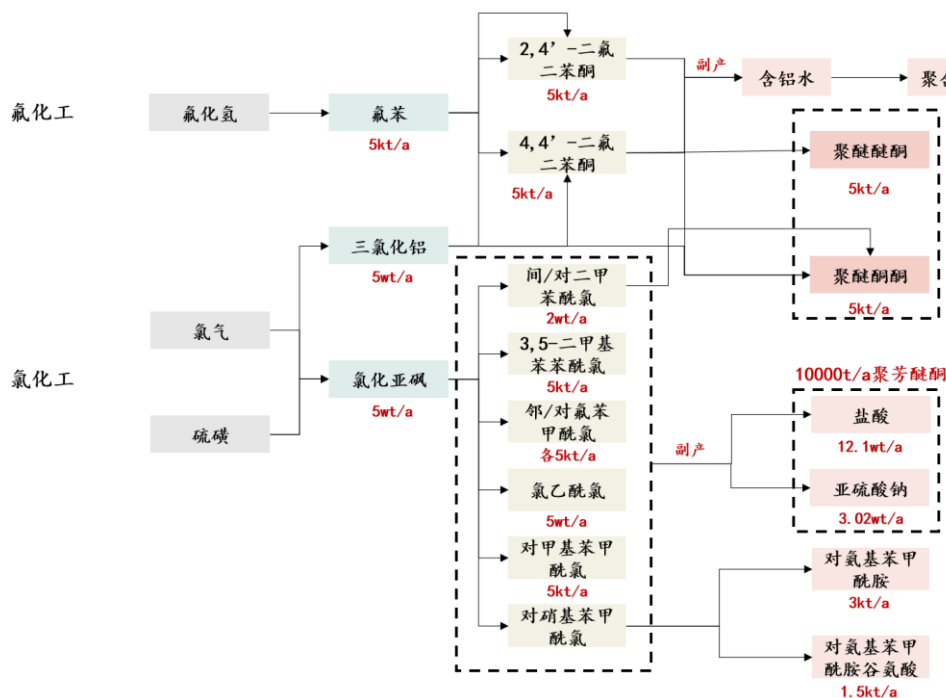 氟化工
氟化氢
氟苯
5kt/a
2,4’-二氟
二苯酮
5kt/a
4,4’-二氟
二苯酮
5kt/a
副产
含铝水
聚合
聚醚醚酮
5kt/a
聚醚酮酮
5kt/a
10000t/a聚芳醚酮
氯化工
氯气
硫磺
三氯化铝
5wt/a
氯化亚砜
5wt/a
间/对二甲
苯酰氯
2wt/a
3,5-二甲基
苯苯酰氯
5kt/a
邻/对氟苯
甲酰氯
各5kt/a
氯乙酰氯
5wt/a
对甲基苯甲
酰氯
5kt/a
对硝基苯甲
酰氯
副产
盐酸
12.1wt/a
亚硫酸钠
3.02wt/a
对氨基苯甲
酰胺
3kt/a
对氨基苯甲
酰胺谷氨酸
1.5kt/a